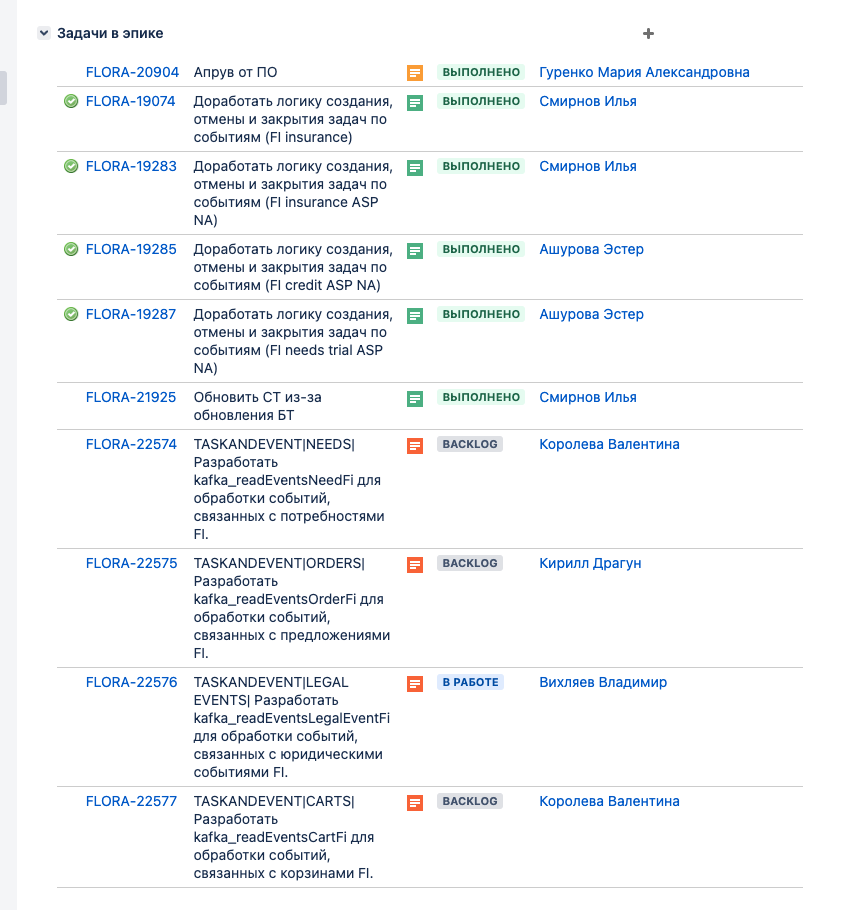 Задачи в эпике
FLORA-20904 Апрув от ПО ВЫПОЛНЕНО Гуренко Мария Александровна
FLORA-19074 Доработать логику создания, ВЫПОЛНЕНО Смирнов Илья
отмены и закрытия задач по
событиям (FI insurance)
FLORA-19283 Доработать логику создания, ВЫПОЛНЕНО Смирнов Илья
отмены и закрытия задач по
событиям (FI insurance ASP
NA)
FLORA-19285 Доработать логику создания, ВЫПОЛНЕНО Ашурова Эстер
отмены и закрытия задач по
событиям (FI credit ASP NA)
FLORA-19287 Доработать логику создания, ВЫПОЛНЕНО Ашурова Эстер
отмены и закрытия задач по
событиям (FI needs trial ASP
NA)
FLORA-21925 Обновить СТ из-за ВЫПОЛНЕНО Смирнов Илья
обновления БТ
FLORA-22574 TASKANDEVENT|NEEDS| BACKLOG Королева Валентина
Разработать
kafka_readEventsNeedFi для
обработки событий,
связанных с потребностями
FI.
FLORA-22575 TASKANDEVENT|ORDERS| BACKLOG Кирилл Драгун
Разработать
kafka_readEventsOrderFi для
обработки событий,
связанных с предложениями
FI.
FLORA-22576 TASKANDEVENT|LEGAL В РАБОТЕ Вихляев Владимир
EVENTS| Разработать
kafka_readEventsLegalEventFi
для обработки событий,
связанных с юридическими
событиями FI.
FLORA-22577 TASKANDEVENT|CARTS| BACKLOG Королева Валентина
Разработать
kafka_readEventsCartFi для
обработки событий,
связанных с корзинами FI.